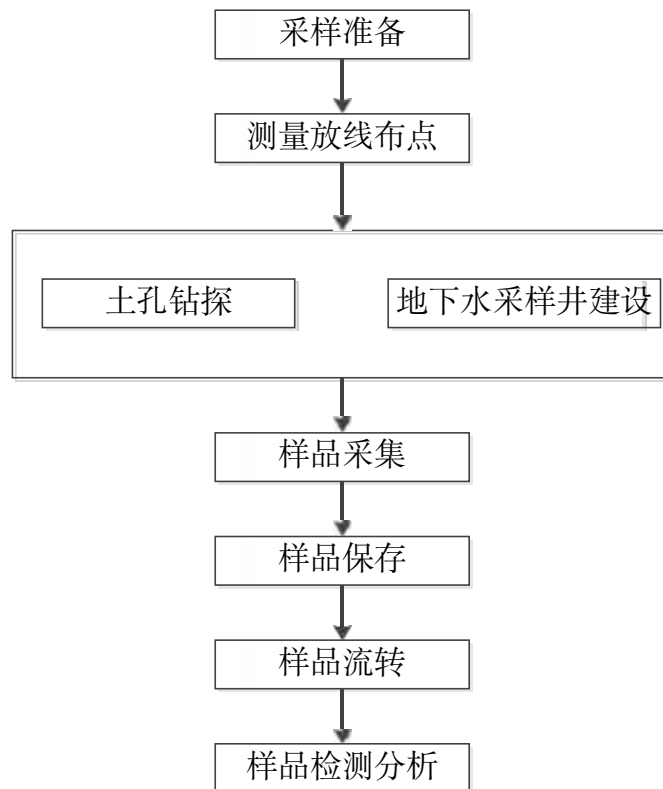 采样准备
测量放线布点
土孔钻探
地下水采样井建设
样品采集
样品保存
样品流转
样品检测分析